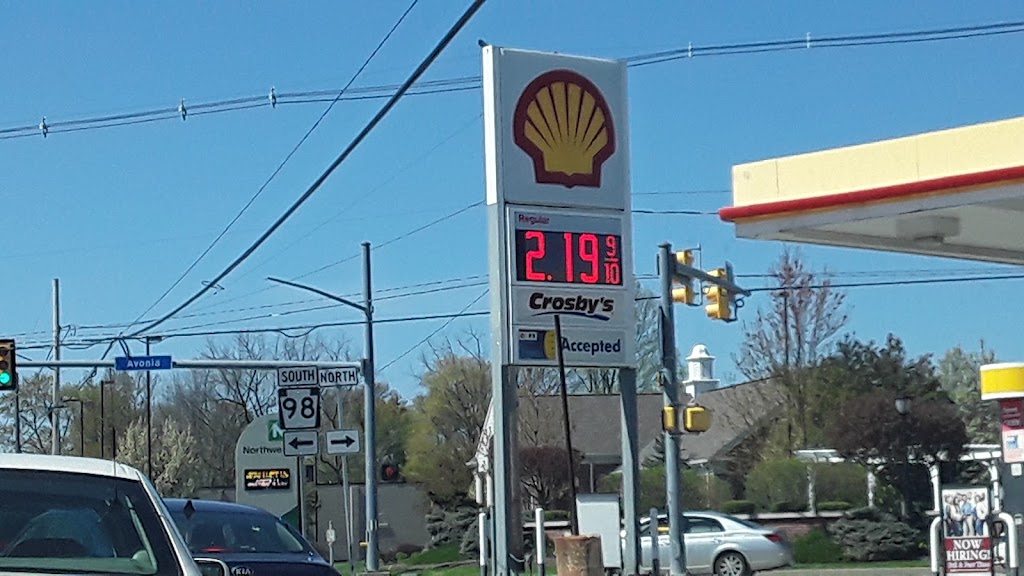 Regular
2.19 9/10
Crosby's
Accepted
Avonia
SOUTH
NORTH
98
Northwe
KIA
NOW
HIRING!